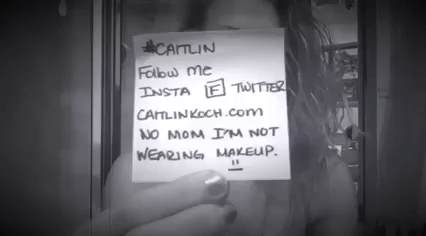 #CAITLIN
Follow me
INSTA F TWITTER
CAITLINKOCH.com
NO MOM I'M NOT
WEARING MAKEUP.